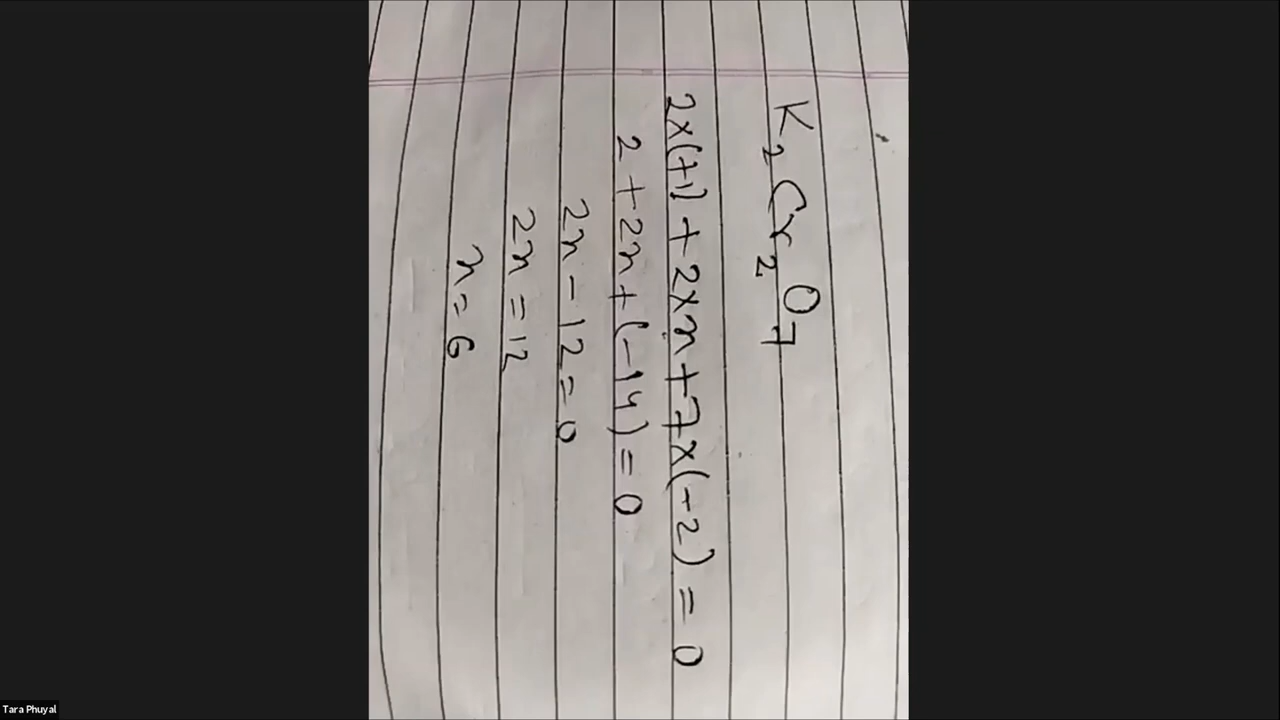 K₂Cr₂O₇
2x(+1) + 2xx + 7x(-2) = 0
2 + 2x + (-14) = 0
2x - 12 = 0
2x = 12
x = 6
Tara Phuyal